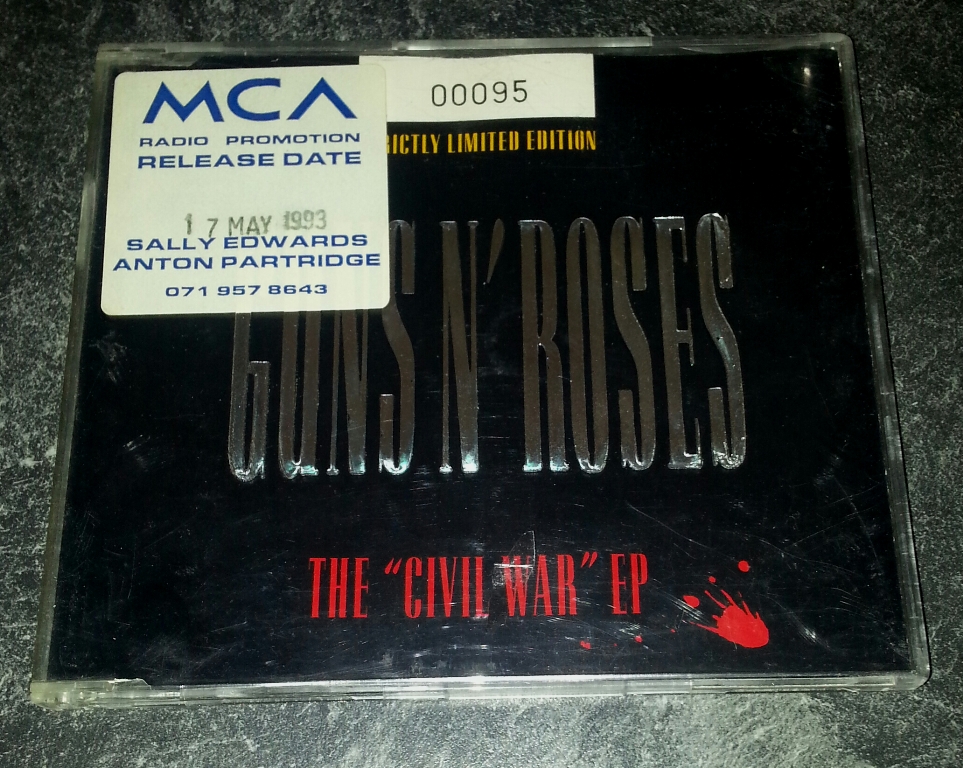 MCA
RADIO PROMOTION
RELEASE DATE
17 MAY 1993
SALLY EDWARDS
ANTON PARTRIDGE
071 957 8643
00095
RICTLY LIMITED EDITION
GUNS N' ROSES
THE "CIVIL WAR" EP